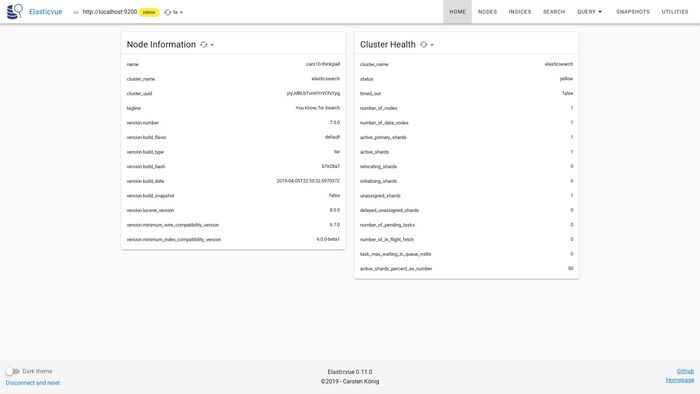 Elasticvue http://localhost:9200 yellow 5s HOME NODES INDICES SEARCH QUERY SNAPSHOTS UTILITIES
Node Information
name cars10-thinkpad
cluster_name elasticsearch
cluster_uuid
tagline You Know, for Search
version.number 7.0.0
version.build_flavor default
version.build_type tar
version.build_hash b7e28a7
version.build_date 2019-04-05T22:55:32.697037Z
version.build_snapshot false
version.lucene_version 8.0.0
version.minimum_wire_compatibility_version 6.7.0
version.minimum_index_compatibility_version 6.0.0-beta1
Cluster Health
cluster_name elasticsearch
status yellow
timed_out false
number_of_nodes 1
number_of_data_nodes 1
active_primary_shards 1
active_shards 1
relocating_shards 0
initializing_shards 0
unassigned_shards 1
delayed_unassigned_shards 0
number_of_pending_tasks 0
number_of_in_flight_fetch 0
task_max_waiting_in_queue_millis 0
active_shards_percent_as_number 50
Dark theme
Disconnect and reset
Elasticvue 0.11.0
©2019 - Carsten König
Github
Homepage